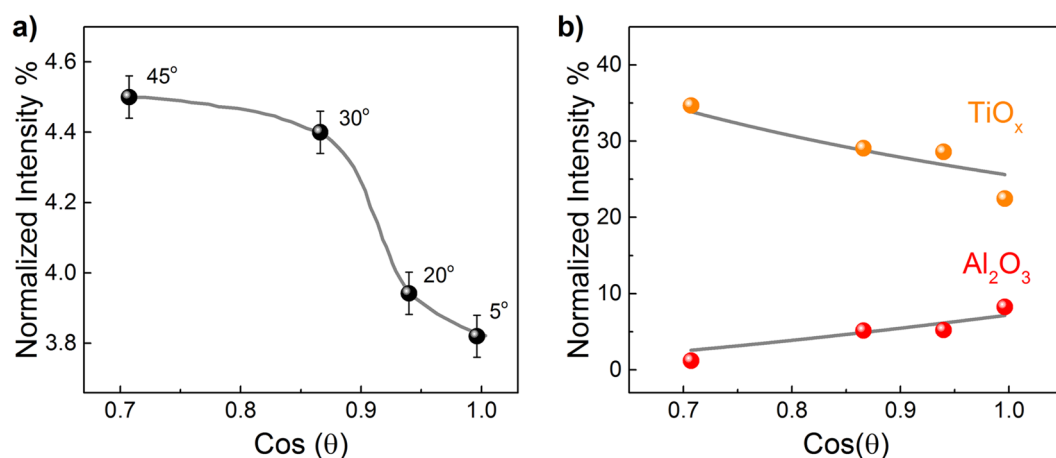 a)
Normalized Intensity %
4.6
4.4
4.2
4.0
3.8
45°
30°
20°
5°
0.7 0.8 0.9 1.0
Cos (θ)
b)
Normalized Intensity %
40
30
20
10
0
TiOₓ
Al₂O₃
0.7 0.8 0.9 1.0
Cos(θ)